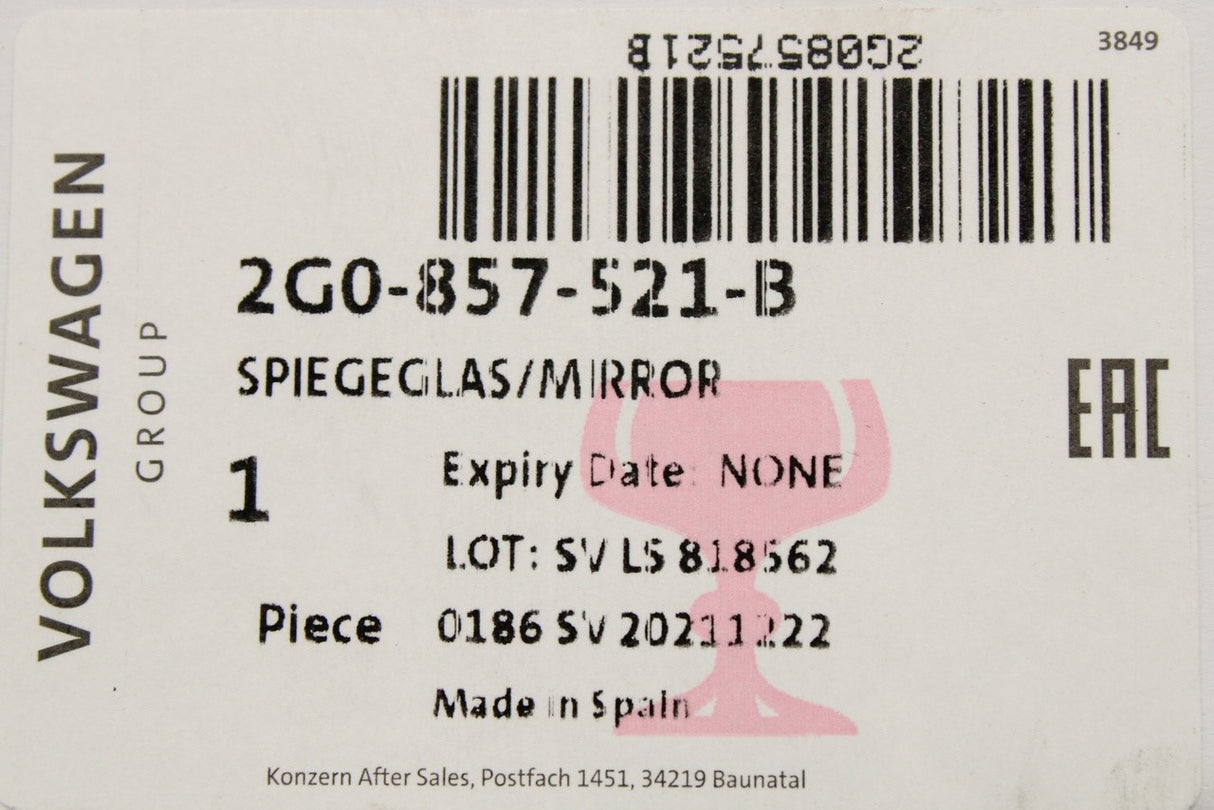 2G0857521B
3849
2G0-857-521-B
SPIEGEGLAS/MIRROR
EAC
1
Expiry Date: NONE
LOT: SV LS 818562
Piece
0186 SV 20211222
Made in Spain
VOLKSWAGEN
GROUP
Konzern After Sales, Postfach 1451, 34219 Baunatal